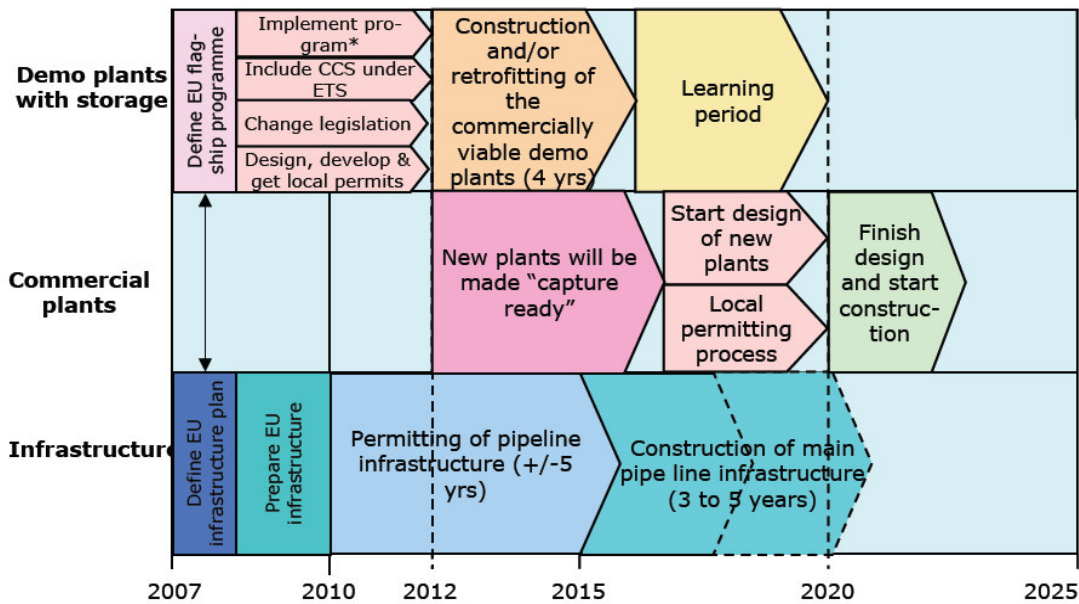 Demo plants
with storage
Define EU flag-
ship programme
Implement pro-
gram*
Include CCS under
ETS
Change legislation
Design, develop &
get local permits
Construction
and/or
retrofitting of
the
commercially
viable demo
plants (4 yrs)
Learning
period
Commercial
plants
New plants will be
made “capture
ready”
Start design
of new
plants
Local
permitting
process
Finish
design
and start
construc-
tion
Infrastructure
Define EU
infrastructure plan
Prepare EU
infrastructure
Permitting of pipeline
infrastructure (+/-5
yrs)
Construction of main
pipe line infrastructure
(3 to 5 years)
2007
2010
2012
2015
2020
2025